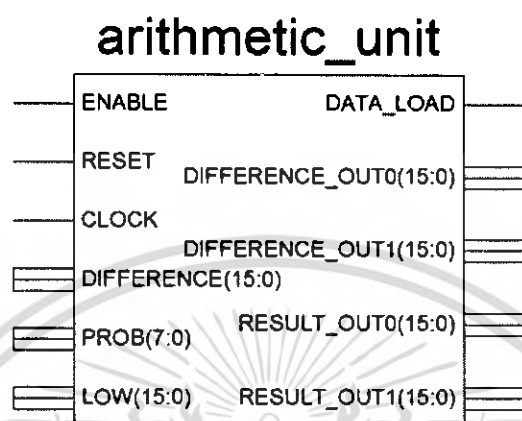 arithmetic_unit
ENABLE DATA_LOAD
RESET
DIFFERENCE_OUT0(15:0)
CLOCK
DIFFERENCE_OUT1(15:0)
DIFFERENCE(15:0)
RESULT_OUT0(15:0)
PROB(7:0)
LOW(15:0) RESULT_OUT1(15:0)